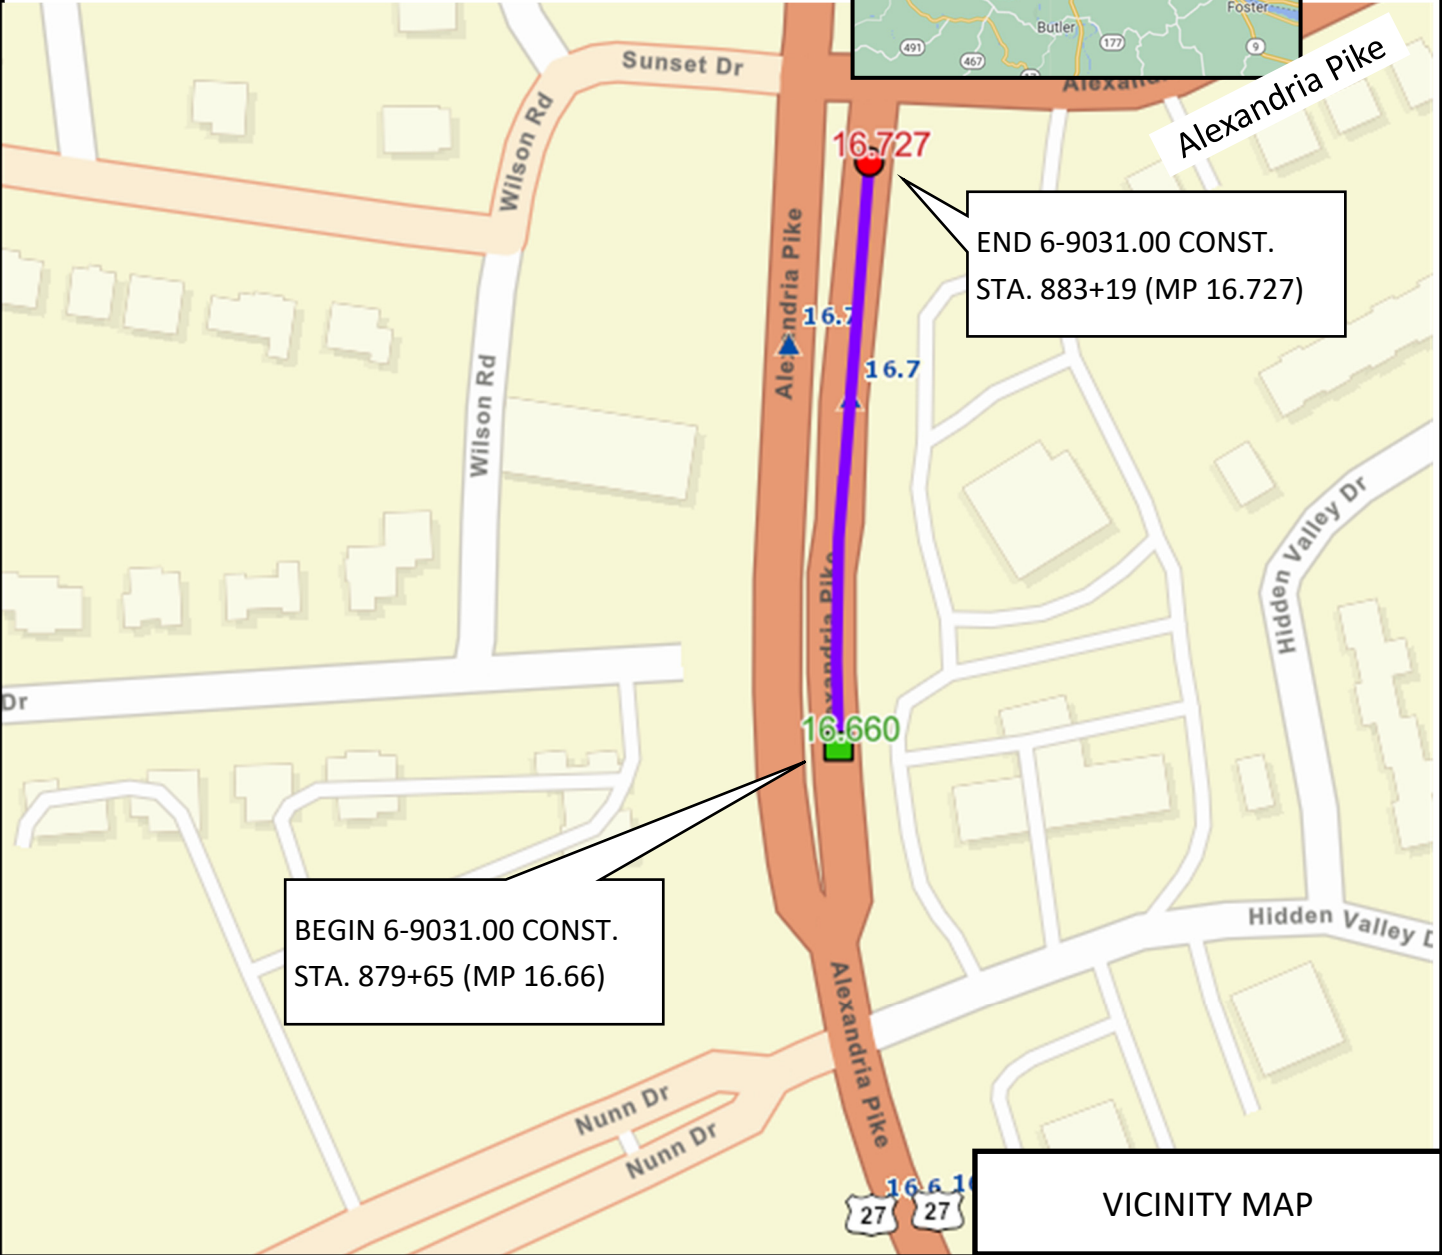 Foster
Butler
491
177
467
9
Sunset Dr
Alexandria Pike
Wilson Rd
16.727
END 6-9031.00 CONST.
STA. 883+19 (MP 16.727)
Alexandria Pike
16.7
16.7
Wilson Rd
Hidden Valley Dr
Hidden Valley
Pike
Dr
16.660
BEGIN 6-9031.00 CONST.
STA. 879+65 (MP 16.66)
Alexandria Pike
Nunn Dr
Nunn Dr
16.6
27
27
VICINITY MAP